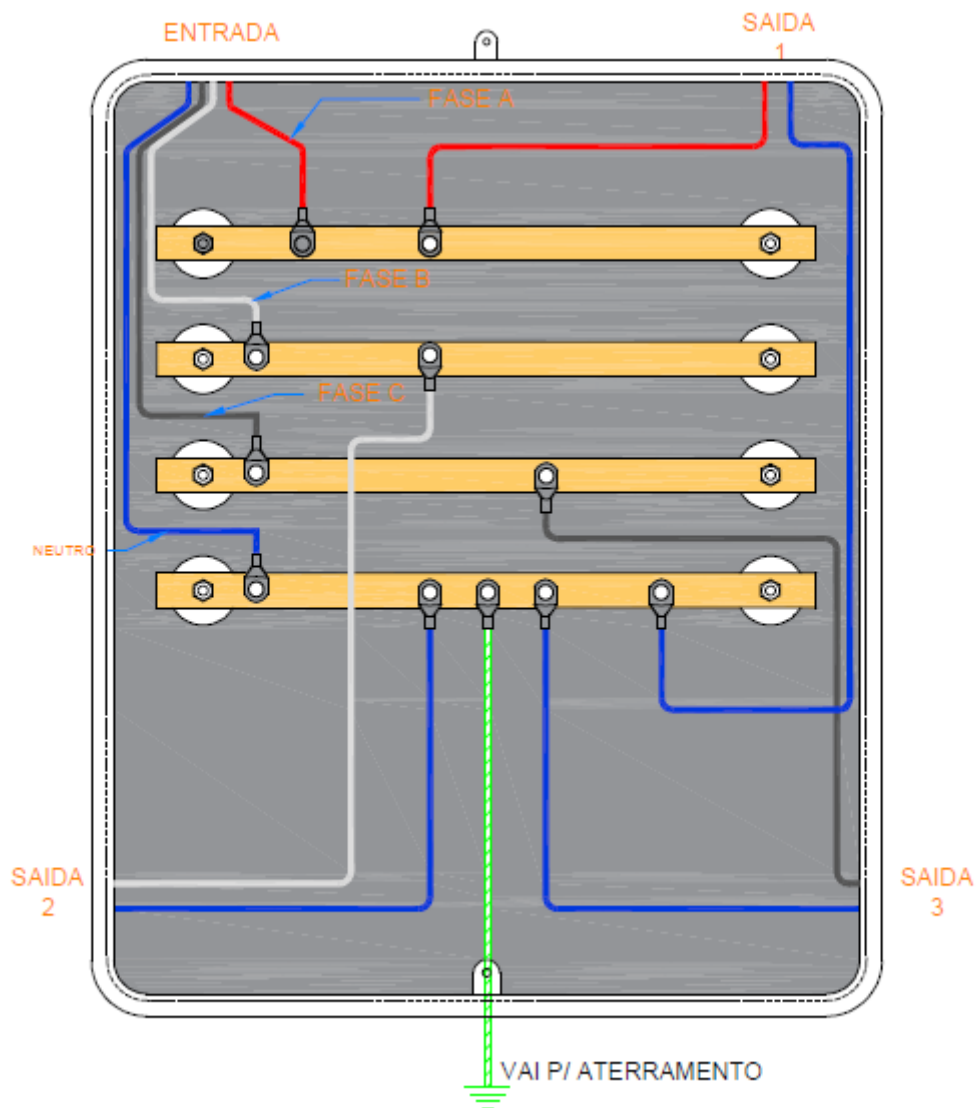 ENTRADA
SAIDA
1
FASE A
FASE B
FASE C
NEUTRO
SAIDA
2
SAIDA
3
VAI P/ ATERRAMENTO